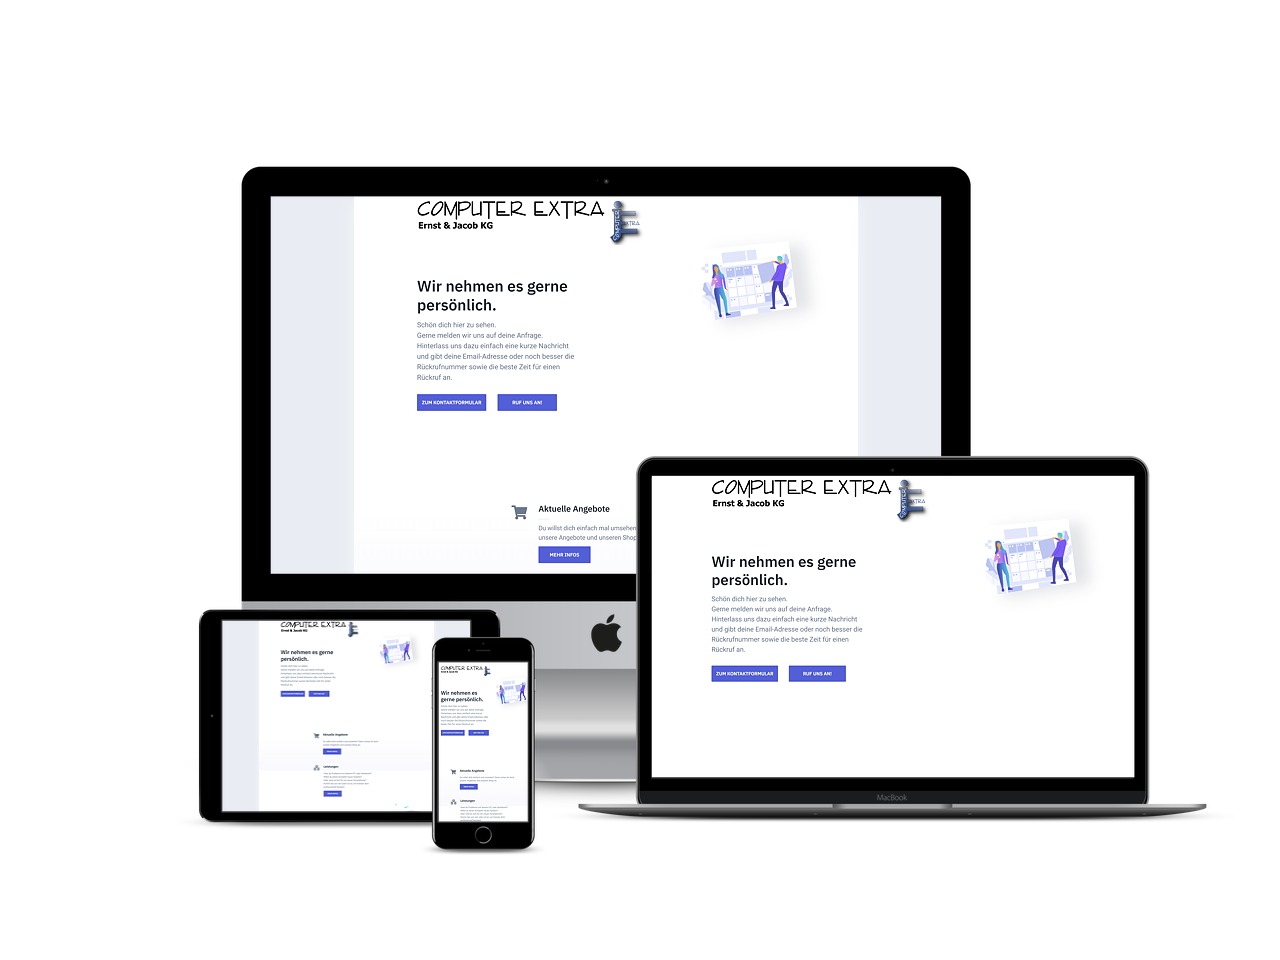 COMPUTER EXTRA
Ernst & Jacob KG
COMPUTER
EXTRA
Wir nehmen es gerne
persönlich.
Schön dich hier zu sehen.
Gerne melden wir uns auf deine Anfrage.
Hinterlass uns dazu einfach eine kurze Nachricht
und gibt deine Email-Adresse oder noch besser die
Rückrufnummer sowie die beste Zeit für einen
Rückruf an.
ZUM KONTAKTFORMULAR
RUF UNS AN!
Aktuelle Angebote
Du willst dich einfach mal umsehen
unsere Angebote und unseren Shop
MEHR INFOS
COMPUTER EXTRA
Ernst & Jacob KG
COMPUTER
EXTRA
Wir nehmen es gerne
persönlich.
Schön dich hier zu sehen.
Gerne melden wir uns auf deine Anfrage.
Hinterlass uns dazu einfach eine kurze Nachricht
und gibt deine Email-Adresse oder noch besser die
Rückrufnummer sowie die beste Zeit für einen
Rückruf an.
ZUM KONTAKTFORMULAR
RUF UNS AN!
MacBook
COMPUTER EXTRA
Ernst & Jacob KG
Wir nehmen es gerne
persönlich.
Aktuelle Angebote
Leistungen
COMPUTER EXTRA
Ernst & Jacob KG
Wir nehmen es
gerne persönlich.
Aktuelle Angebote
Leistungen